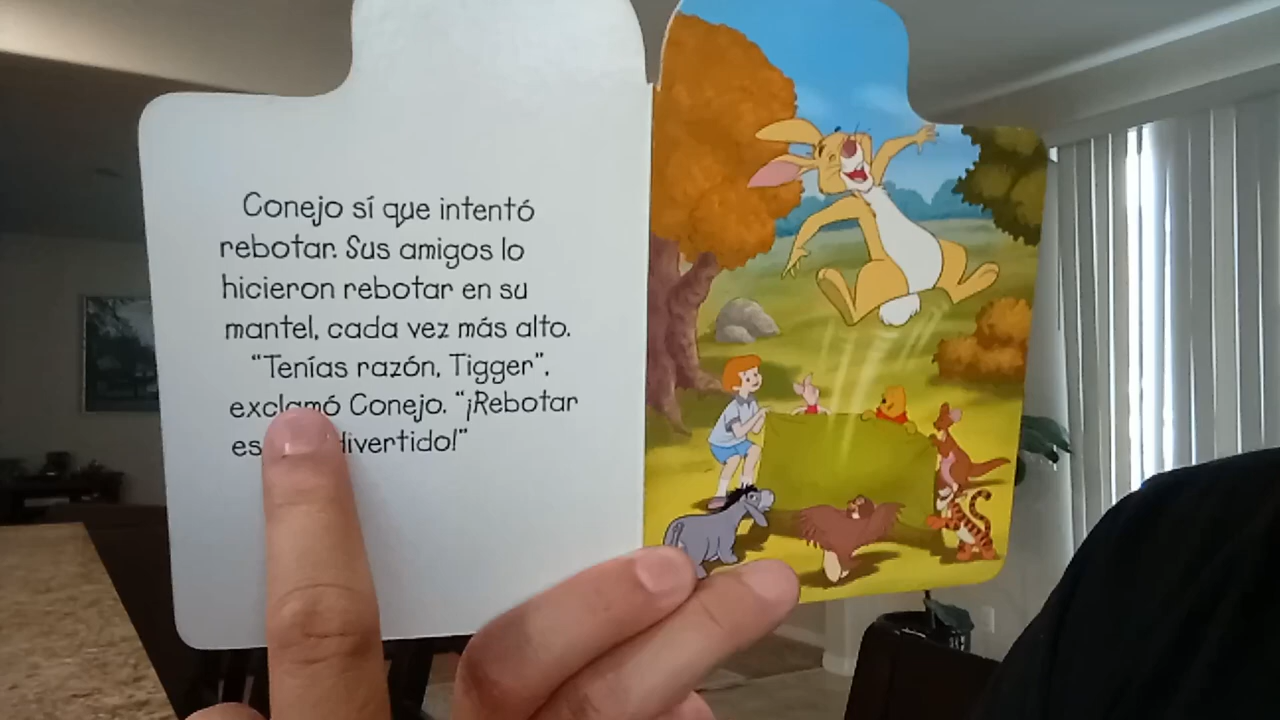 Conejo sí que intentó
rebotar. Sus amigos lo
hicieron rebotar en su
mantel, cada vez más alto.
“Tenías razón, Tigger”,
exclamó Conejo. “¡Rebotar
es divertido!”